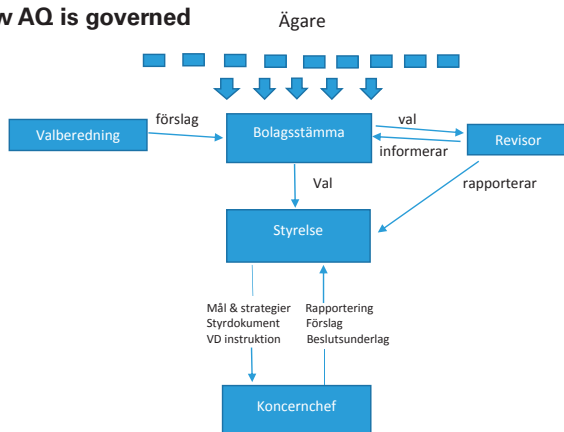 w AQ is governed
Ägare
förslag
val
Valberedning
Bolagsstämma
Revisor
informerar
Val
rapporterar
Styrelse
Mål & strategier
Styrdokument
VD instruktion
Rapportering
Förslag
Beslutsunderlag
Koncernchef